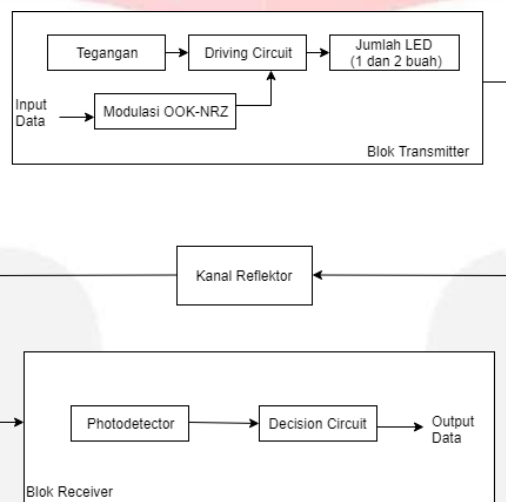 Tegangan
Driving Circuit
Jumlah LED
(1 dan 2 buah)
Input
Data
Modulasi OOK-NRZ
Blok Transmitter
Kanal Reflektor
Photodetector
Decision Circuit
Output
Data
Blok Receiver